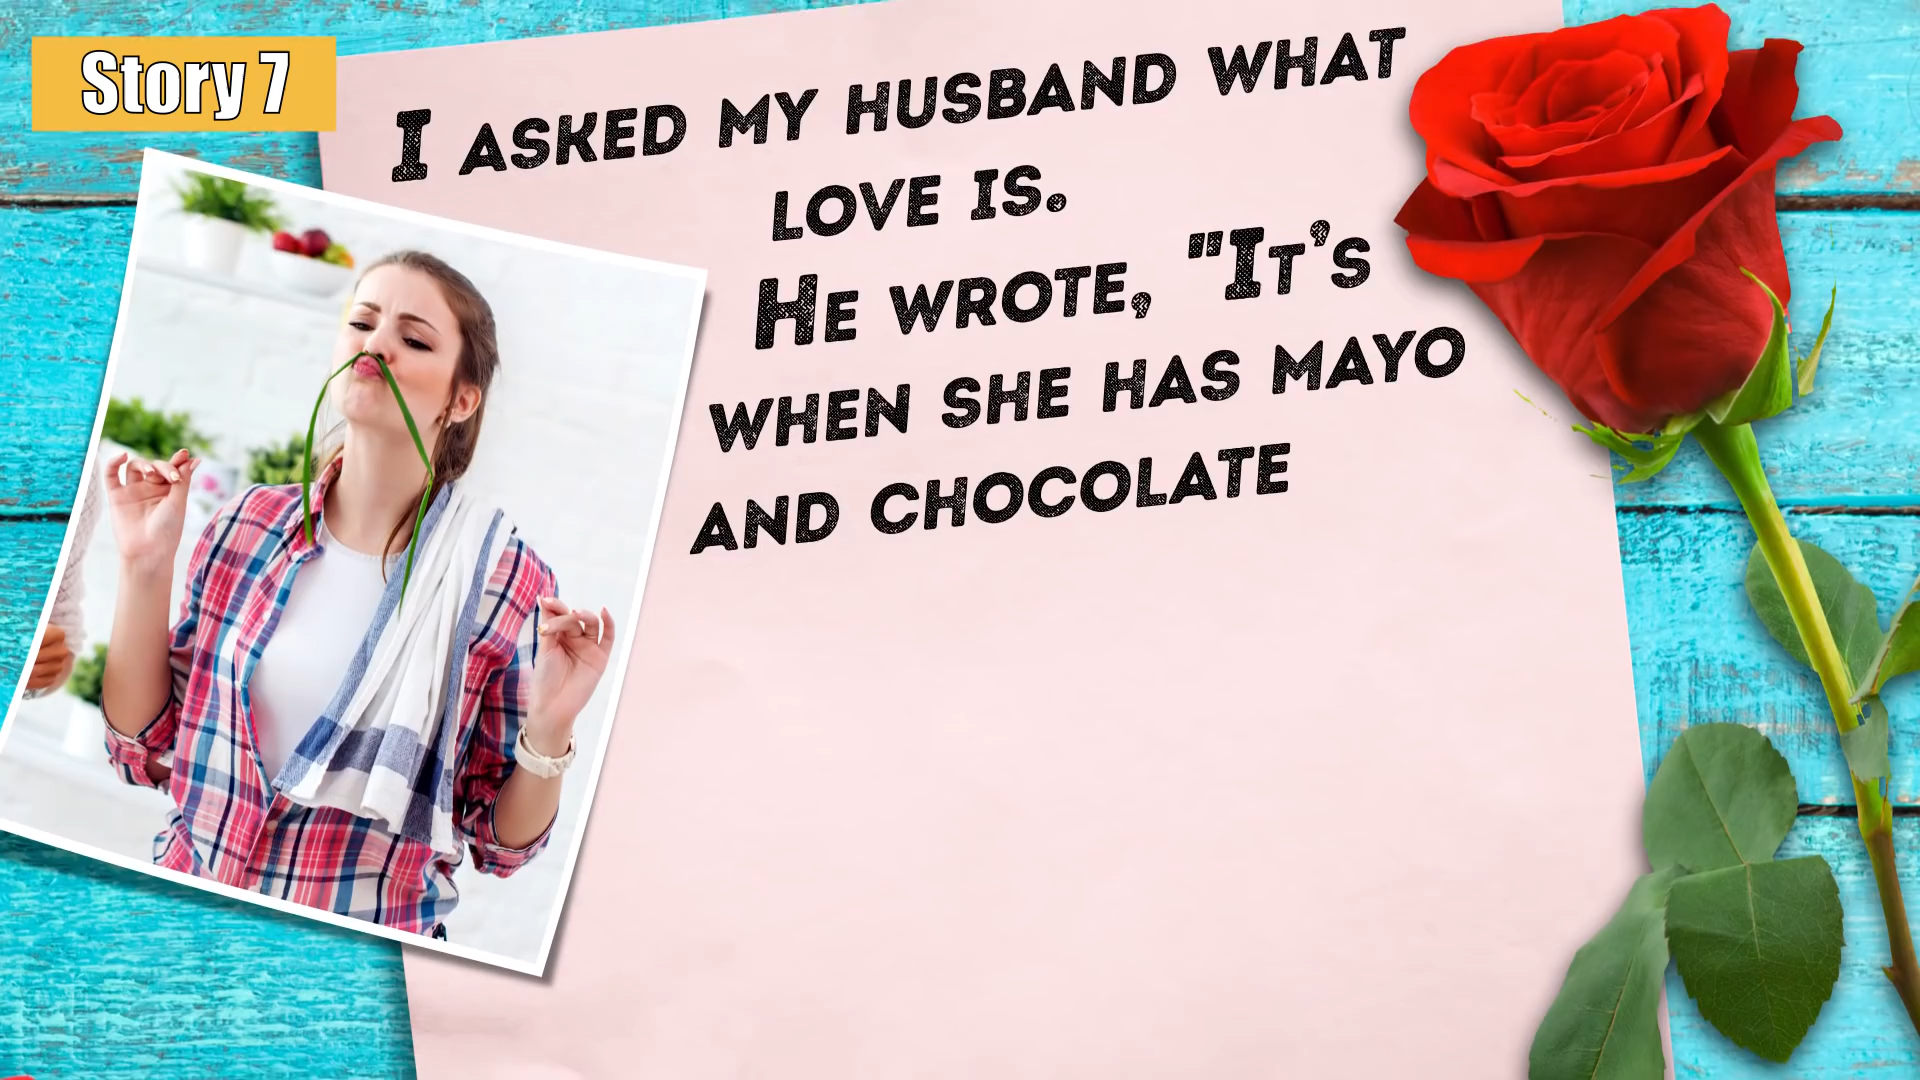 Story 7
I asked my husband what
love is.
He wrote, "It's
when she has mayo
and chocolate